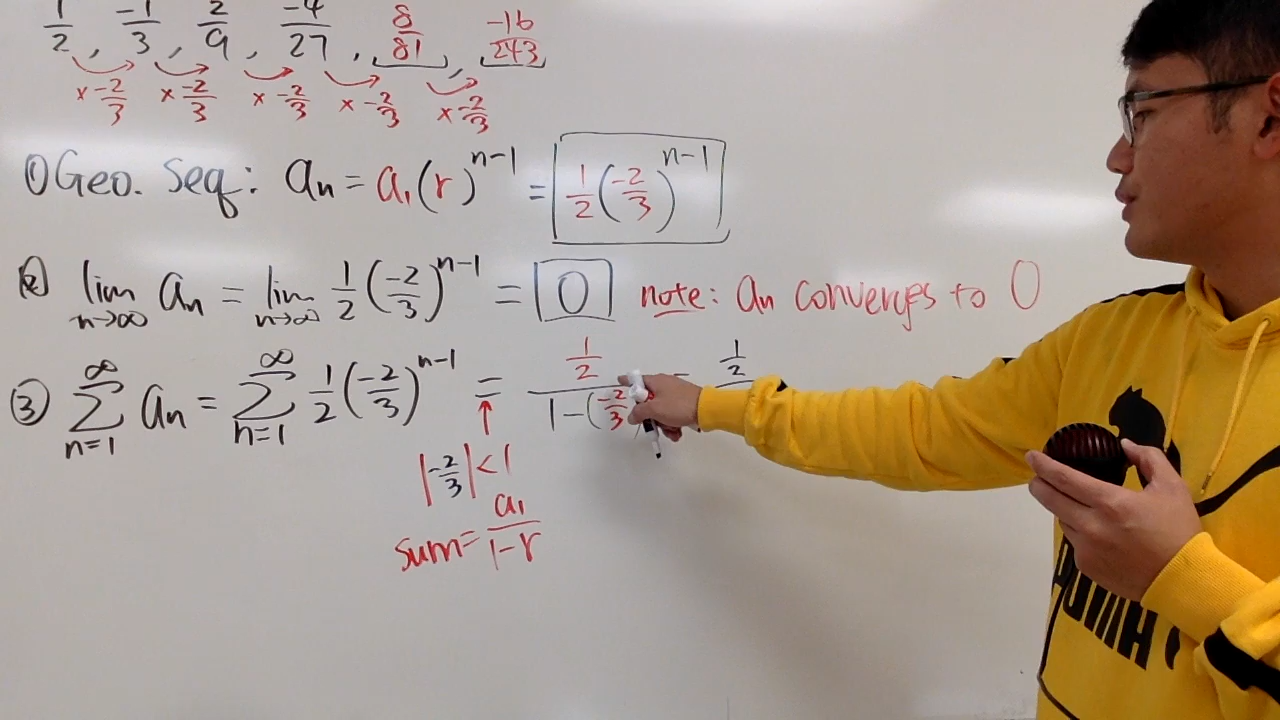 1/2, -1/3, 2/9, -4/27, 8/81, -16/243
×-2/3 ×-2/3 ×-2/3 ×-2/3 ×-2/3
① Geo. Seq: aₙ = a₁(r)ⁿ⁻¹ = 1/2(-2/3)ⁿ⁻¹
② lim n→∞ aₙ = lim n→∞ 1/2(-2/3)ⁿ⁻¹ = 0 note: aₙ converges to 0
③ ∞ Σ n=1 aₙ = ∞ Σ n=1 1/2(-2/3)ⁿ⁻¹ = 1/2 / 1-(-2/3 = 1/2
|-2/3| < 1
sum = a₁/1-r
PUMA